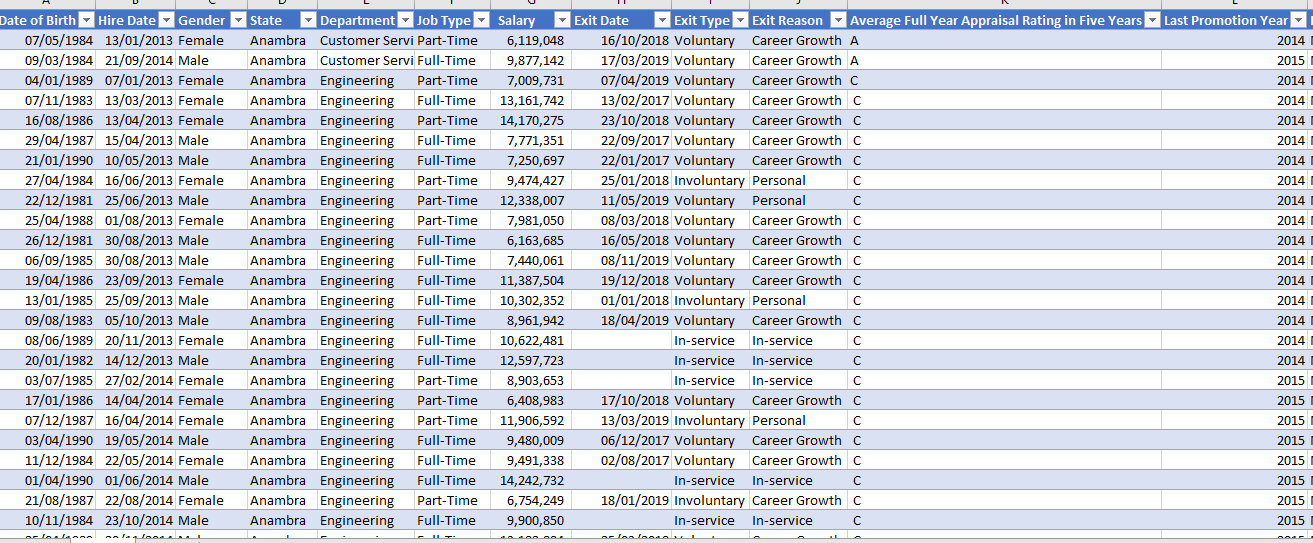 Date of Birth Hire Date Gender State Department Job Type Salary Exit Date Exit Type Exit Reason Average Full Year Appraisal Rating in Five Years Last Promotion Year
07/05/1984 13/01/2013 Female Anambra Customer Servi Part-Time 6,119,048 16/10/2018 Voluntary Career Growth A 2014
09/03/1984 21/09/2014 Male Anambra Customer Servi Full-Time 9,877,142 17/03/2019 Voluntary Career Growth A 2015
04/01/1989 07/01/2013 Female Anambra Engineering Part-Time 7,009,731 07/04/2019 Voluntary Career Growth C 2014
07/11/1983 13/03/2013 Female Anambra Engineering Full-Time 13,161,742 13/02/2017 Voluntary Career Growth C 2014
16/08/1986 13/04/2013 Female Anambra Engineering Part-Time 14,170,275 23/10/2018 Voluntary Career Growth C 2014
29/04/1987 15/04/2013 Male Anambra Engineering Full-Time 7,771,351 22/09/2017 Voluntary Career Growth C 2014
21/01/1990 10/05/2013 Male Anambra Engineering Full-Time 7,250,697 22/01/2017 Voluntary Career Growth C 2014
27/04/1984 16/06/2013 Female Anambra Engineering Part-Time 9,474,427 25/01/2018 Involuntary Personal C 2014
22/12/1981 25/06/2013 Male Anambra Engineering Part-Time 12,338,007 11/05/2019 Voluntary Personal C 2014
25/04/1988 01/08/2013 Female Anambra Engineering Part-Time 7,981,050 08/03/2018 Voluntary Career Growth C 2014
26/12/1981 30/08/2013 Male Anambra Engineering Full-Time 6,163,685 16/05/2018 Voluntary Career Growth C 2014
06/09/1985 30/08/2013 Male Anambra Engineering Full-Time 7,440,061 08/11/2019 Voluntary Career Growth C 2014
19/04/1986 23/09/2013 Female Anambra Engineering Full-Time 11,387,504 19/12/2018 Voluntary Career Growth C 2014
13/01/1985 25/09/2013 Male Anambra Engineering Full-Time 10,302,352 01/01/2018 Involuntary Personal C 2014
09/08/1983 05/10/2013 Male Anambra Engineering Full-Time 8,961,942 18/04/2019 Voluntary Career Growth C 2014
08/06/1989 20/11/2013 Female Anambra Engineering Full-Time 10,622,481 In-service In-service C 2014
20/01/1982 14/12/2013 Male Anambra Engineering Full-Time 12,597,723 In-service In-service C 2014
03/07/1985 27/02/2014 Female Anambra Engineering Part-Time 8,903,653 In-service In-service C 2015
17/01/1986 14/04/2014 Female Anambra Engineering Part-Time 6,408,983 17/10/2018 Voluntary Career Growth C 2015
07/12/1987 16/04/2014 Female Anambra Engineering Part-Time 11,906,592 13/03/2019 Involuntary Personal C 2015
03/04/1990 19/05/2014 Male Anambra Engineering Full-Time 9,480,009 06/12/2017 Voluntary Career Growth C 2015
11/12/1984 22/05/2014 Female Anambra Engineering Full-Time 9,491,338 02/08/2017 Voluntary Career Growth C 2015
01/04/1990 01/06/2014 Male Anambra Engineering Full-Time 14,242,732 In-service In-service C 2015
21/08/1987 22/08/2014 Female Anambra Engineering Part-Time 6,754,249 18/01/2019 Involuntary Career Growth C 2015
10/11/1984 23/10/2014 Male Anambra Engineering Full-Time 9,900,850 In-service In-service C 2015